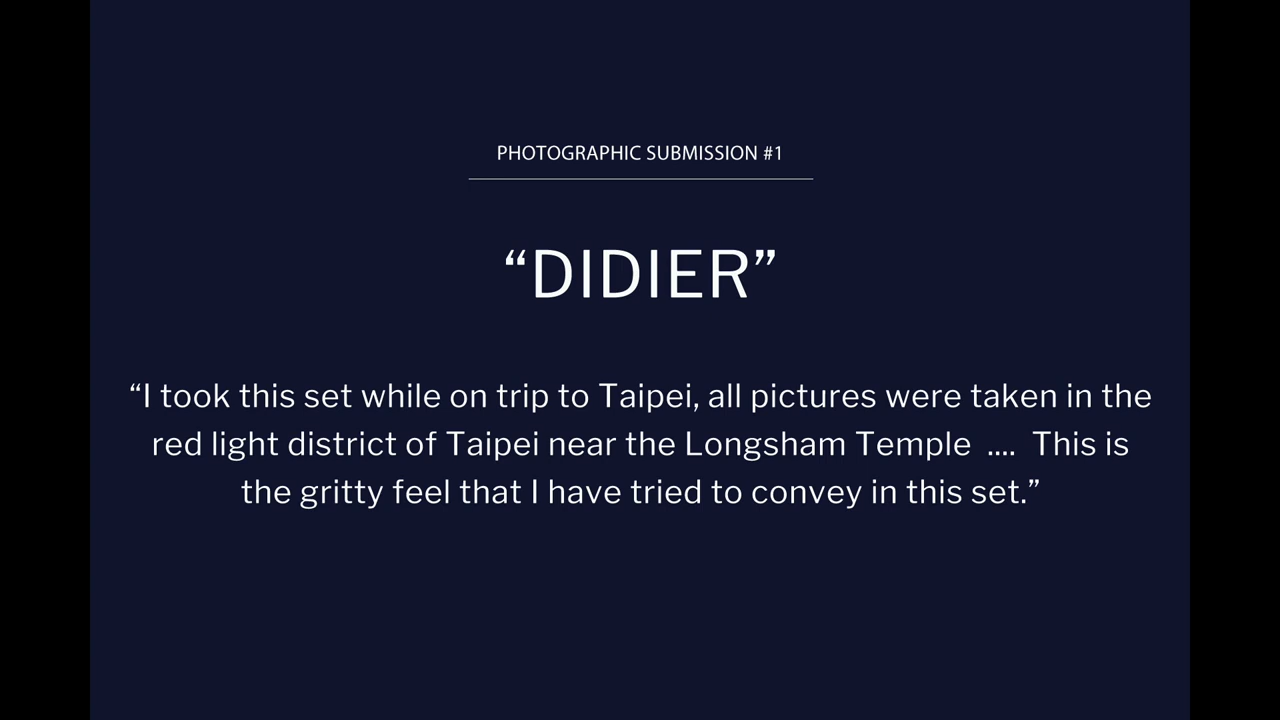 PHOTOGRAPHIC SUBMISSION #1
“DIDIER”
“I took this set while on trip to Taipei, all pictures were taken in the
red light district of Taipei near the Longsham Temple .... This is
the gritty feel that I have tried to convey in this set.”